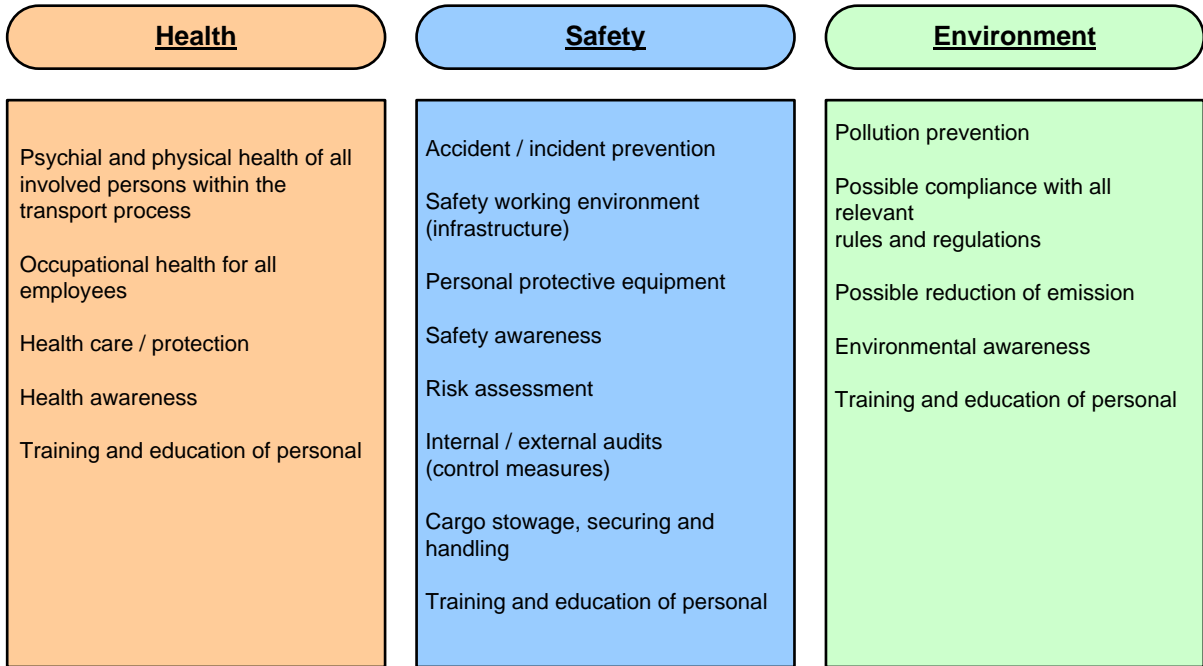 Health
Psychial and physical health of all
involved persons within the
transport process
Occupational health for all
employees
Health care / protection
Health awareness
Training and education of personal
Safety
Accident / incident prevention
Safety working environment
(infrastructure)
Personal protective equipment
Safety awareness
Risk assessment
Internal / external audits
(control measures)
Cargo stowage, securing and
handling
Training and education of personal
Environment
Pollution prevention
Possible compliance with all
relevant
rules and regulations
Possible reduction of emission
Environmental awareness
Training and education of personal